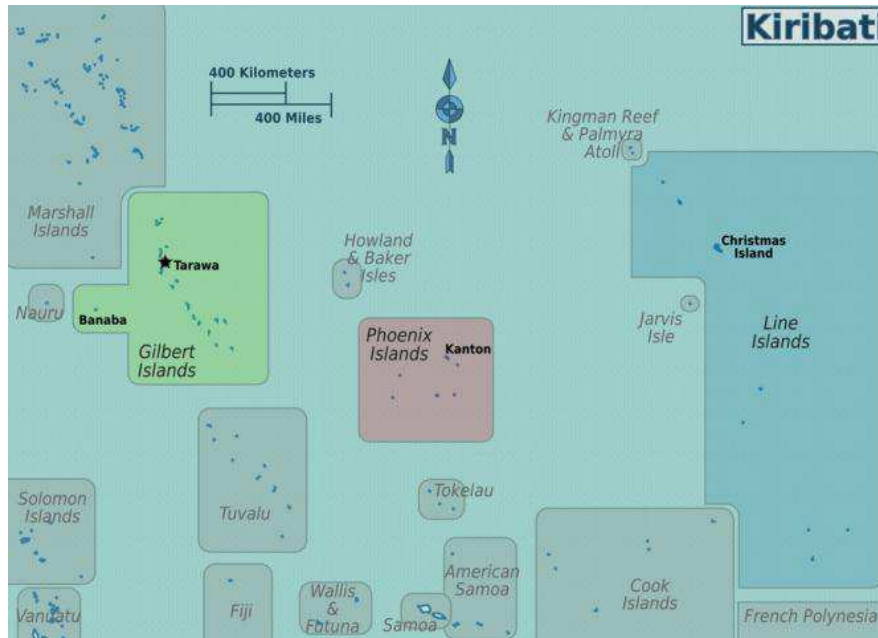 Kiribati
400 Kilometers
400 Miles
N
Kingman Reef
& Palmyra
Atoll
Marshall
Islands
Howland
& Baker
Isles
Christmas
Island
Tarawa
Nauru
Banaba
Jarvis
Isle
Line
Islands
Gilbert
Islands
Phoenix
Islands
Kanton
Solomon
Islands
Tuvalu
Tokelau
Vanuatu
Fiji
Wallis
&
Futuna
Samoa
American
Samoa
Cook
Islands
French Polynesia